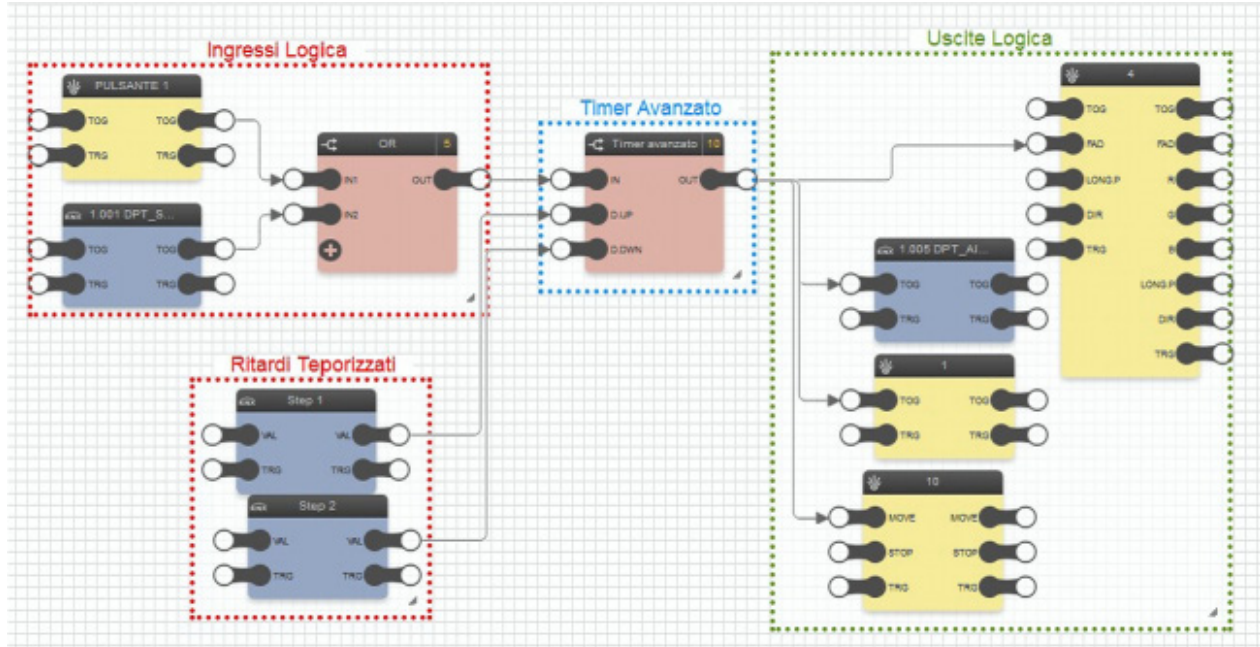 Ingressi Logica
PULSANTE 1
TOG TOG
TRG TRG
1.001 DPT_S...
TOG TOG
TRG TRG
OR 5
IN1 OUT
IN2
Timer Avanzato
Timer avanzato 10
IN OUT
D.UP
D.DWN
Ritardi Teporizzati
Step 1
VAL VAL
TRG TRG
Step 2
VAL VAL
TRG TRG
Uscite Logica
4
TOG TOG
FAD FAD
LONG.P R
DIR G
TRG B
LONG.P
DIR
TRG
1.005 DPT_Al...
TOG TOG
TRG TRG
1
TOG TOG
TRG TRG
10
MOVE MOVE
STOP STOP
TRG TRG